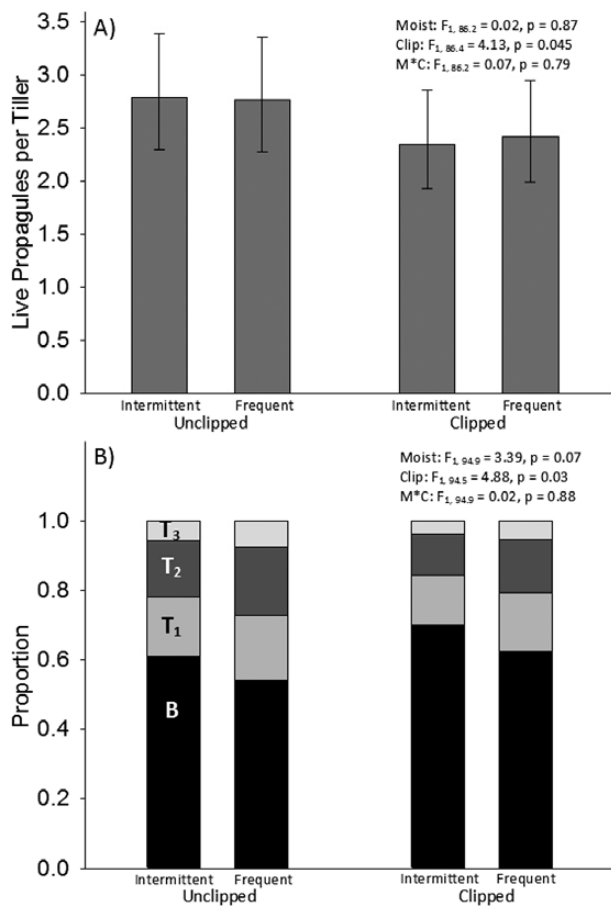 A)
Moist: F1, 86.2 = 0.02, p = 0.87
Clip: F1, 86.4 = 4.13, p = 0.045
M*C: F1, 86.2 = 0.07, p = 0.79
Live Propagules per Tiller
3.5
3.0
2.5
2.0
1.5
1.0
0.5
0.0
Intermittent Frequent Intermittent Frequent
Unclipped Clipped
B)
Moist: F1, 94.9 = 3.39, p = 0.07
Clip: F1, 94.5 = 4.88, p = 0.03
M*C: F1, 94.9 = 0.02, p = 0.88
Proportion
1.0
0.8
0.6
0.4
0.2
0.0
T3
T2
T1
B
Intermittent Frequent Intermittent Frequent
Unclipped Clipped